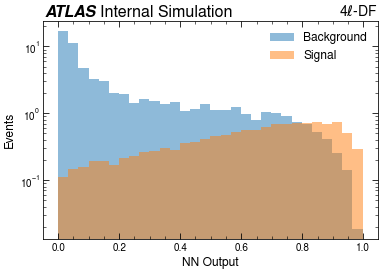 ATLAS Internal Simulation
4ℓ-DF
Background
Signal
Events
10¹
10⁰
10⁻¹
0.0 0.2 0.4 0.6 0.8 1.0
NN Output